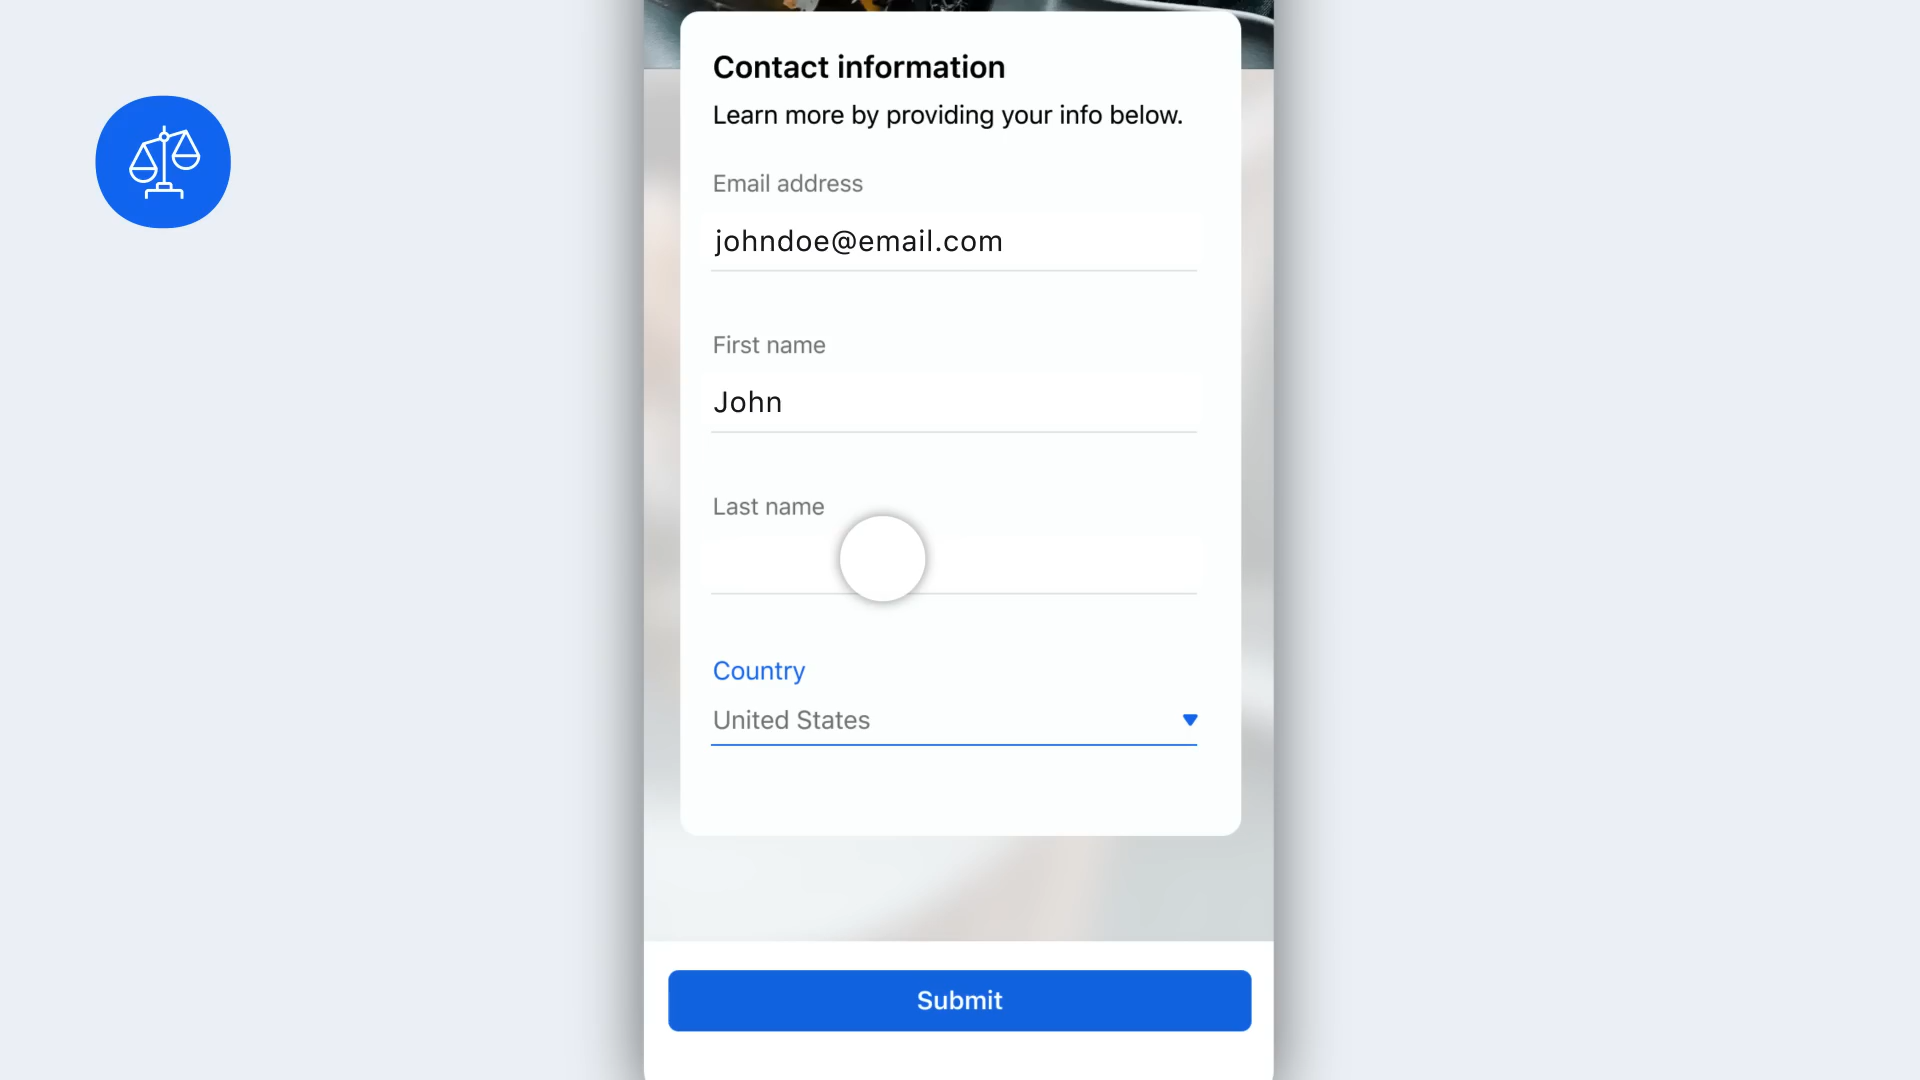 Contact information
Learn more by providing your info below.
Email address
johndoe@email.com
First name
John
Last name
Country
United States
Submit